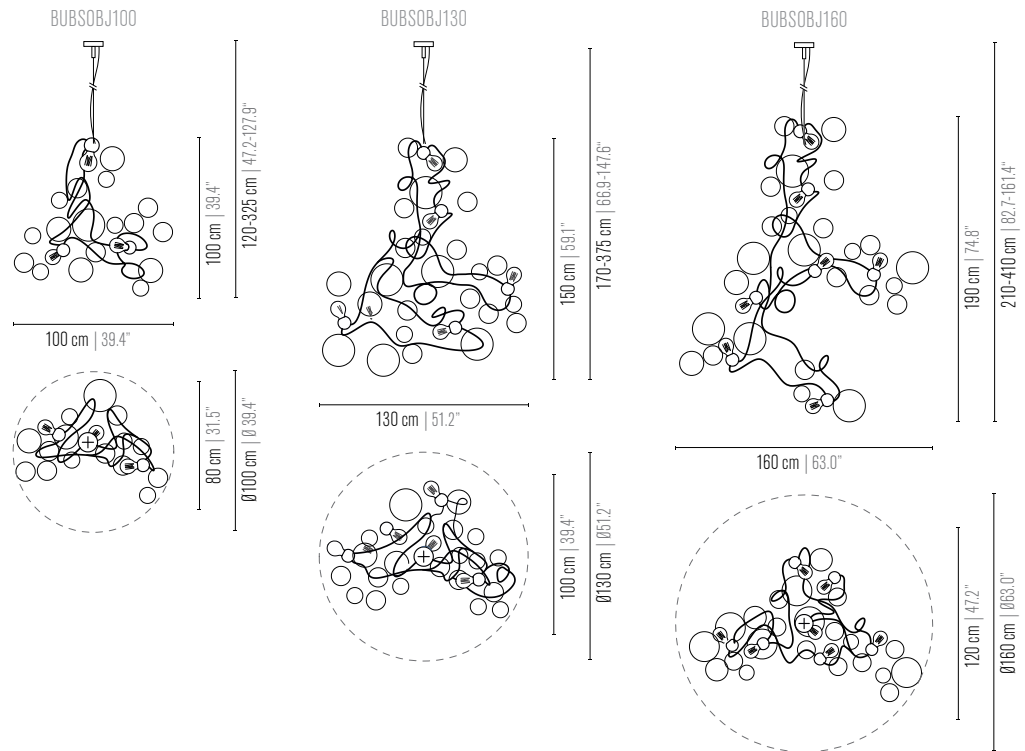 BUBSOBJ100
100 cm | 39.4"
120-325 cm | 47.2-127.9"
100 cm | 39.4"
80 cm | 31.5"
Ø100 cm | Ø 39.4"
BUBSOBJ130
150 cm | 59.1"
170-375 cm | 66.9-147.6"
130 cm | 51.2"
100 cm | 39.4"
Ø130 cm | Ø51.2"
BUBSOBJ160
190 cm | 74.8"
210-410 cm | 82.7-161.4"
160 cm | 63.0"
120 cm | 47.2"
Ø160 cm | Ø63.0"